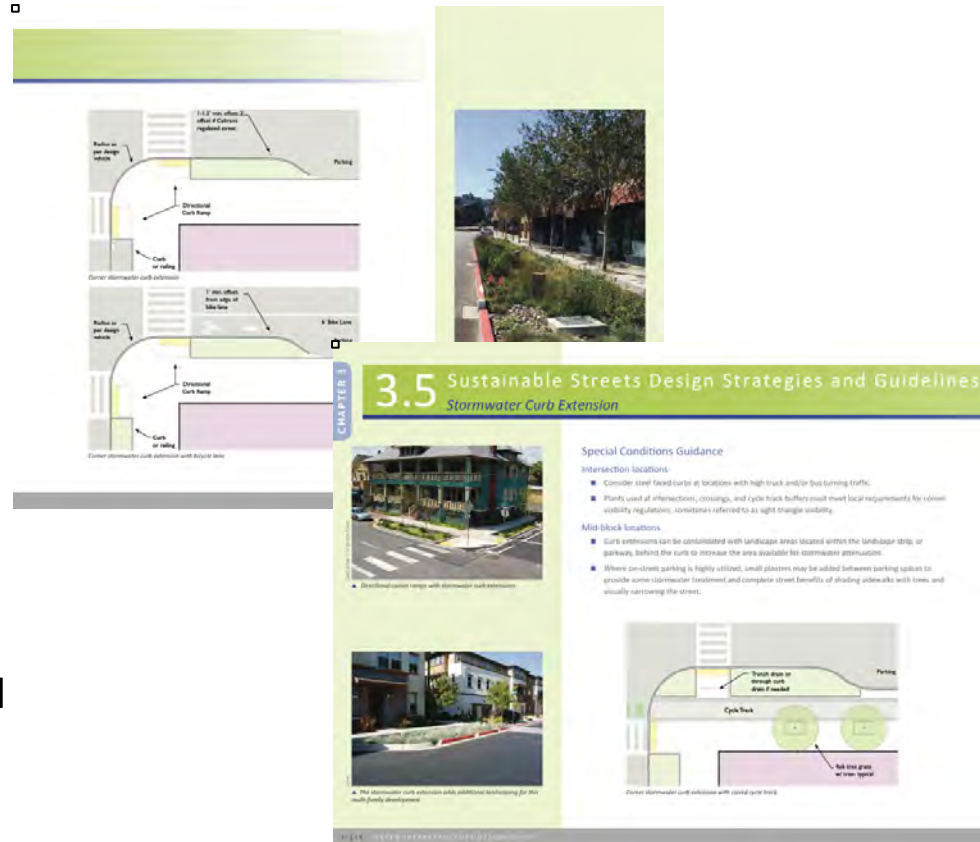 1-1.5' min. offset; 2'
offset if Caltrans
regulated street.
Radius as
per design
vehicle
Parking
Directional
Curb Ramp
Curb
or railing
Corner stormwater curb extension
1' min. offset
from edge of
bike lane
Radius as
per design
vehicle
6' Bike Lane
Directional
Curb Ramp
Curb
or railing
Corner stormwater curb extension with bicycle lane
CHAPTER 3
3.5 Sustainable Streets Design Strategies and Guidelines
Stormwater Curb Extension
Directional corner ramps with stormwater curb extensions
The stormwater curb extension adds additional landscaping for this
multi-family development
Special Conditions Guidance
Intersection locations
Consider steel faced curbs at locations with high truck and/or bus turning traffic.
Plants used at intersections, crossings, and cycle track buffers must meet local requirements for corner
visibility regulations, sometimes referred to as sight triangle visibility.
Mid-block locations
Curb extensions can be consolidated with landscape areas located within the landscape strip, or
parkway, behind the curb to increase the area available for stormwater attenuation.
Where on-street parking is highly utilized, small planters may be added between parking spaces to
provide some stormwater treatment and complete street benefits of shading sidewalks with trees and
visually narrowing the street.
Trench drain or
through curb
drain if needed
Parking
Cycle Track
4x6 tree grate
w/ tree- typical
Corner stormwater curb extension with raised cycle track